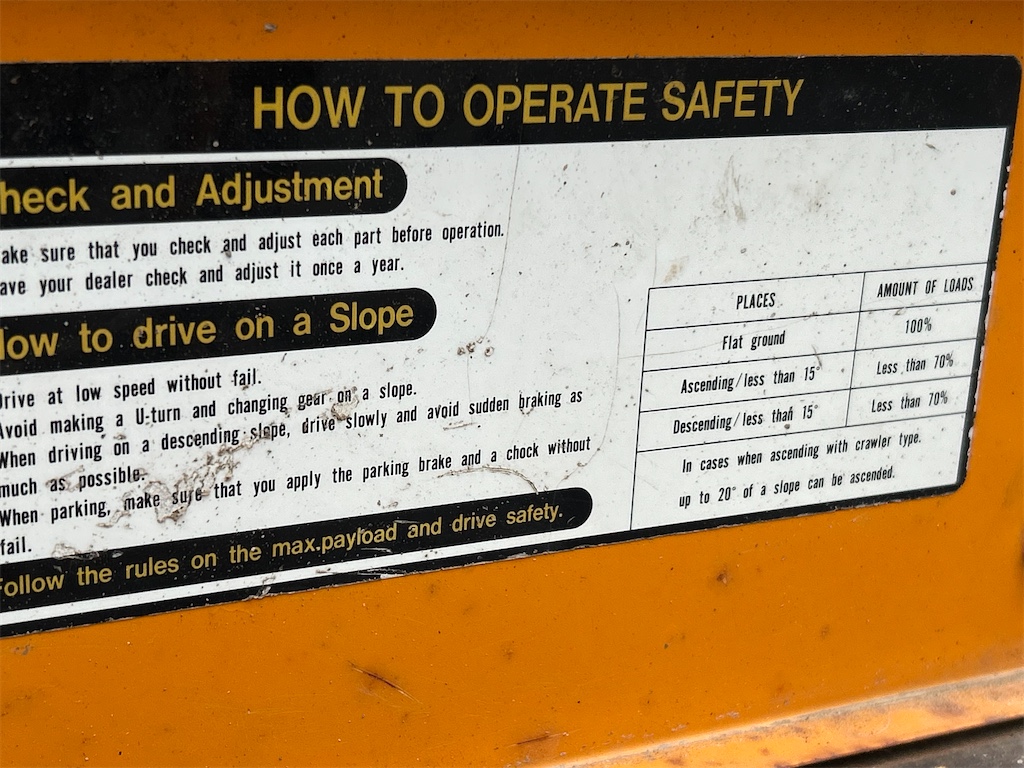 HOW TO OPERATE SAFETY
heck and Adjustment
ake sure that you check and adjust each part before operation.
ave your dealer check and adjust it once a year.
ow to drive on a Slope
Drive at low speed without fail.
Avoid making a U-turn and changing gear on a slope.
When driving on a descending slope, drive slowly and avoid sudden braking as
much as possible.
When parking, make sure that you apply the parking brake and a chock without
fail.
Follow the rules on the max.payload and drive safety.
PLACES AMOUNT OF LOADS
Flat ground 100%
Ascending/less than 15° Less than 70%
Descending/less than 15° Less than 70%
In cases when ascending with crawler type.
up to 20° of a slope can be ascended.